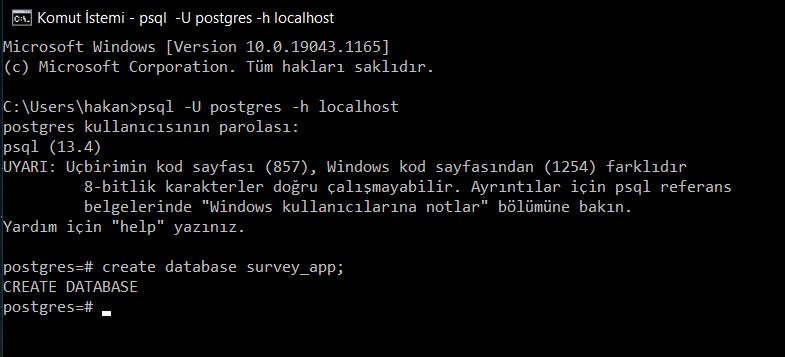 Komut İstemi - psql  -U postgres -h localhost
Microsoft Windows [Version 10.0.19043.1165]
(c) Microsoft Corporation. Tüm hakları saklıdır.
C:\Users\hakan>psql -U postgres -h localhost
postgres kullanıcısının parolası:
psql (13.4)
UYARI: Uçbirimin kod sayfası (857), Windows kod sayfasından (1254) farklıdır
8-bitlik karakterler doğru çalışmayabilir. Ayrıntılar için psql referans
belgelerinde "Windows kullanıcılarına notlar" bölümüne bakın.
Yardım için "help" yazınız.
postgres=# create database survey_app;
CREATE DATABASE
postgres=#